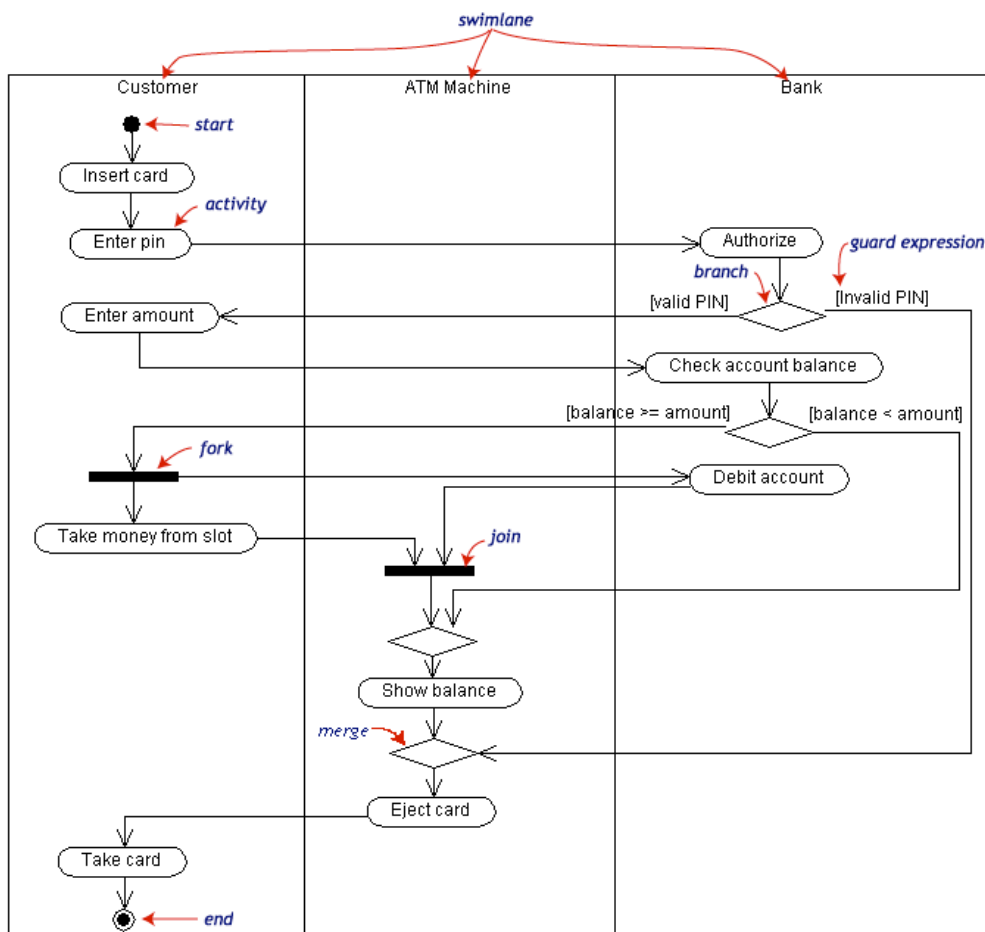 swimlane
Customer
ATM Machine
Bank
start
Insert card
activity
Enter pin
Authorize
guard expression
branch
[valid PIN]
[Invalid PIN]
Enter amount
Check account balance
[balance >= amount]
[balance < amount]
fork
Debit account
Take money from slot
join
Show balance
merge
Eject card
Take card
end